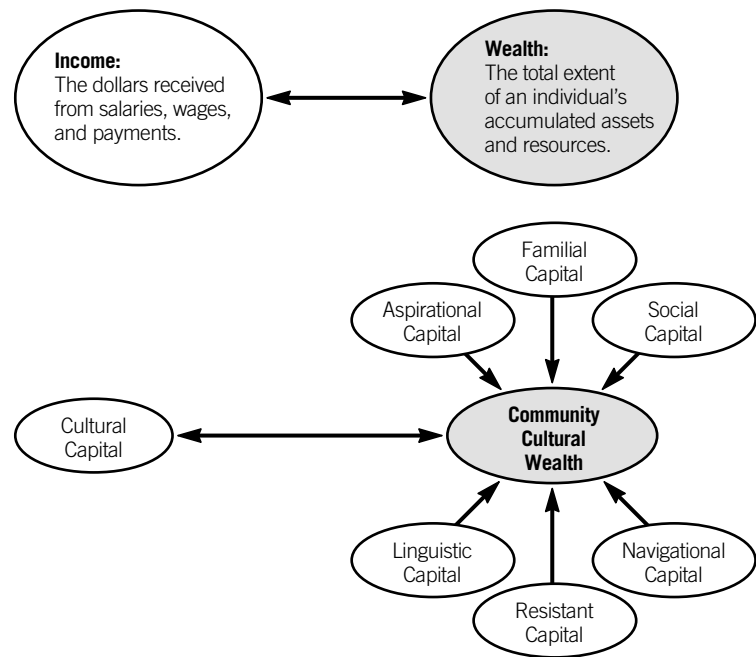 Income:
The dollars received
from salaries, wages,
and payments.
Wealth:
The total extent
of an individual's
accumulated assets
and resources.
Familial
Capital
Aspirational
Capital
Social
Capital
Cultural
Capital
Community
Cultural
Wealth
Linguistic
Capital
Navigational
Capital
Resistant
Capital